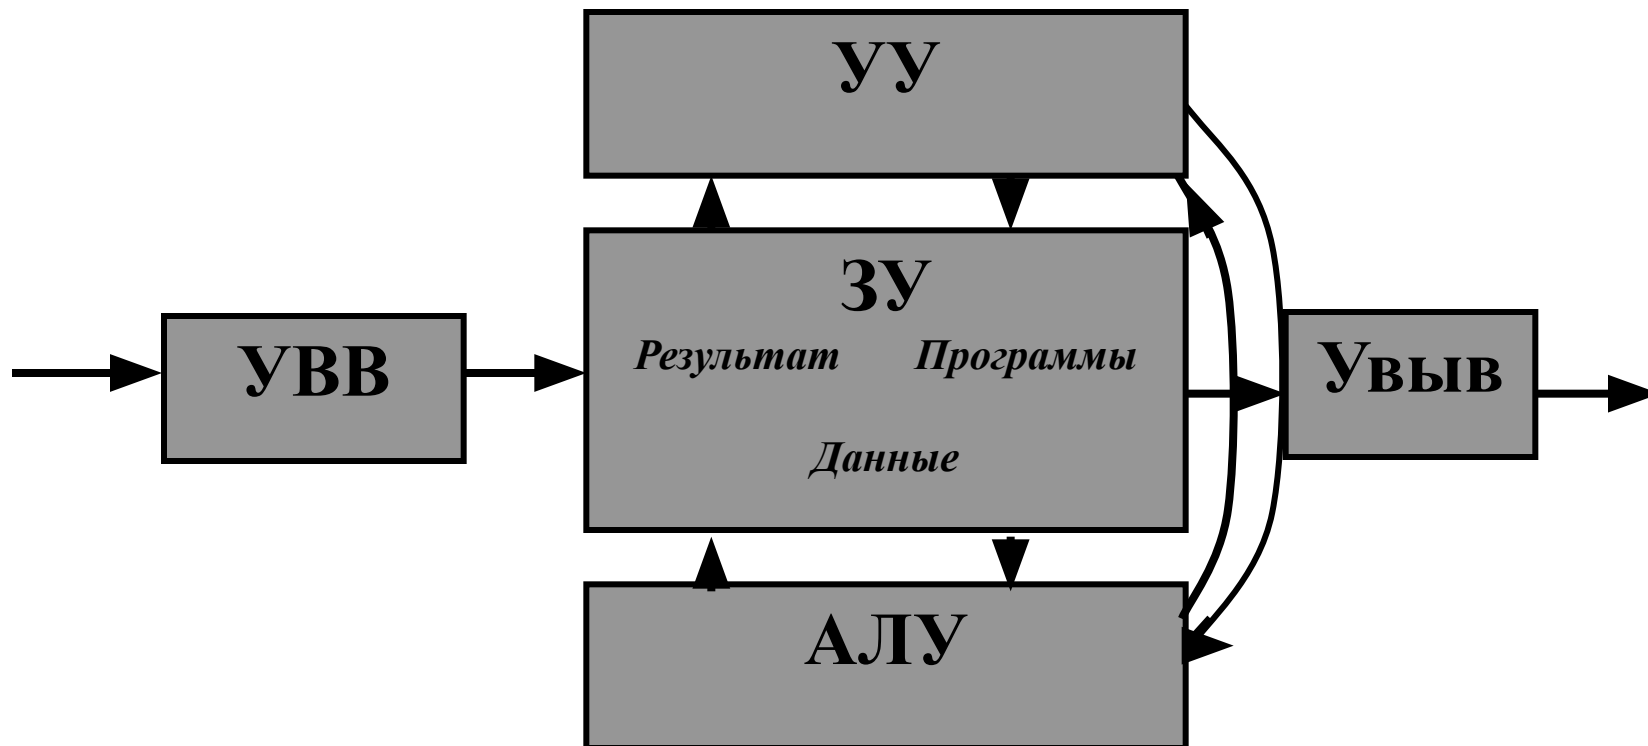 УУ
ЗУ
Результат Программы
УВВ
Увыв
Данные
АЛУ